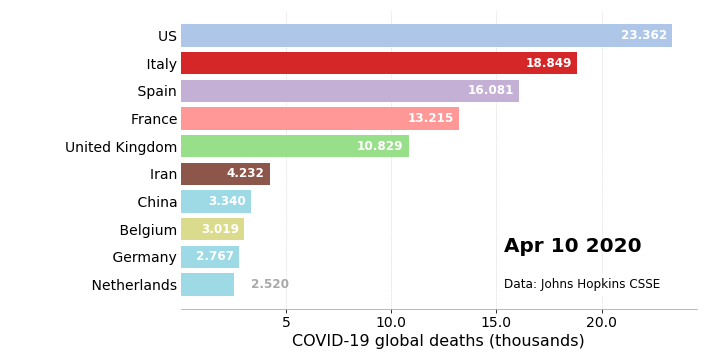 US 23.362
Italy 18.849
Spain 16.081
France 13.215
United Kingdom 10.829
Iran 4.232
China 3.340
Belgium 3.019
Germany 2.767
Netherlands 2.520
Apr 10 2020
Data: Johns Hopkins CSSE
5 10.0 15.0 20.0
COVID-19 global deaths (thousands)